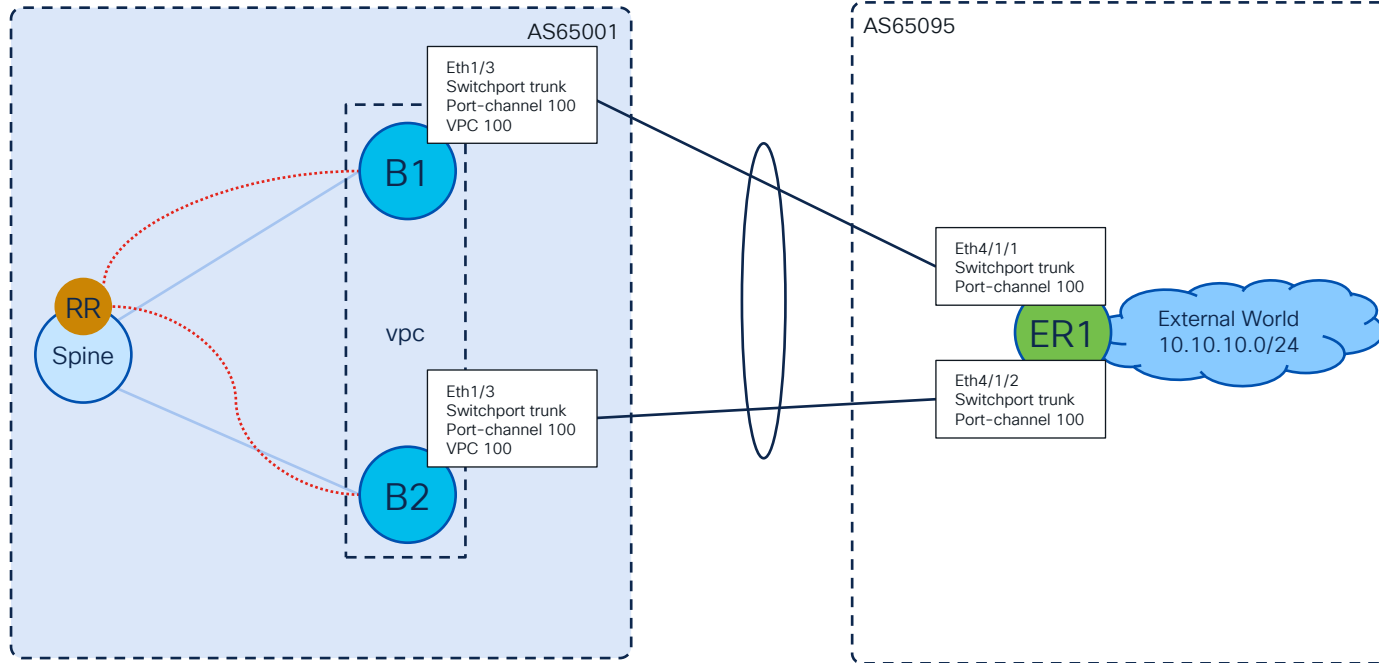 AS65001
Eth1/3
Switchport trunk
Port-channel 100
VPC 100
B1
RR
Spine
vpc
Eth1/3
Switchport trunk
Port-channel 100
VPC 100
B2
AS65095
Eth4/1/1
Switchport trunk
Port-channel 100
ER1
External World
10.10.10.0/24
Eth4/1/2
Switchport trunk
Port-channel 100